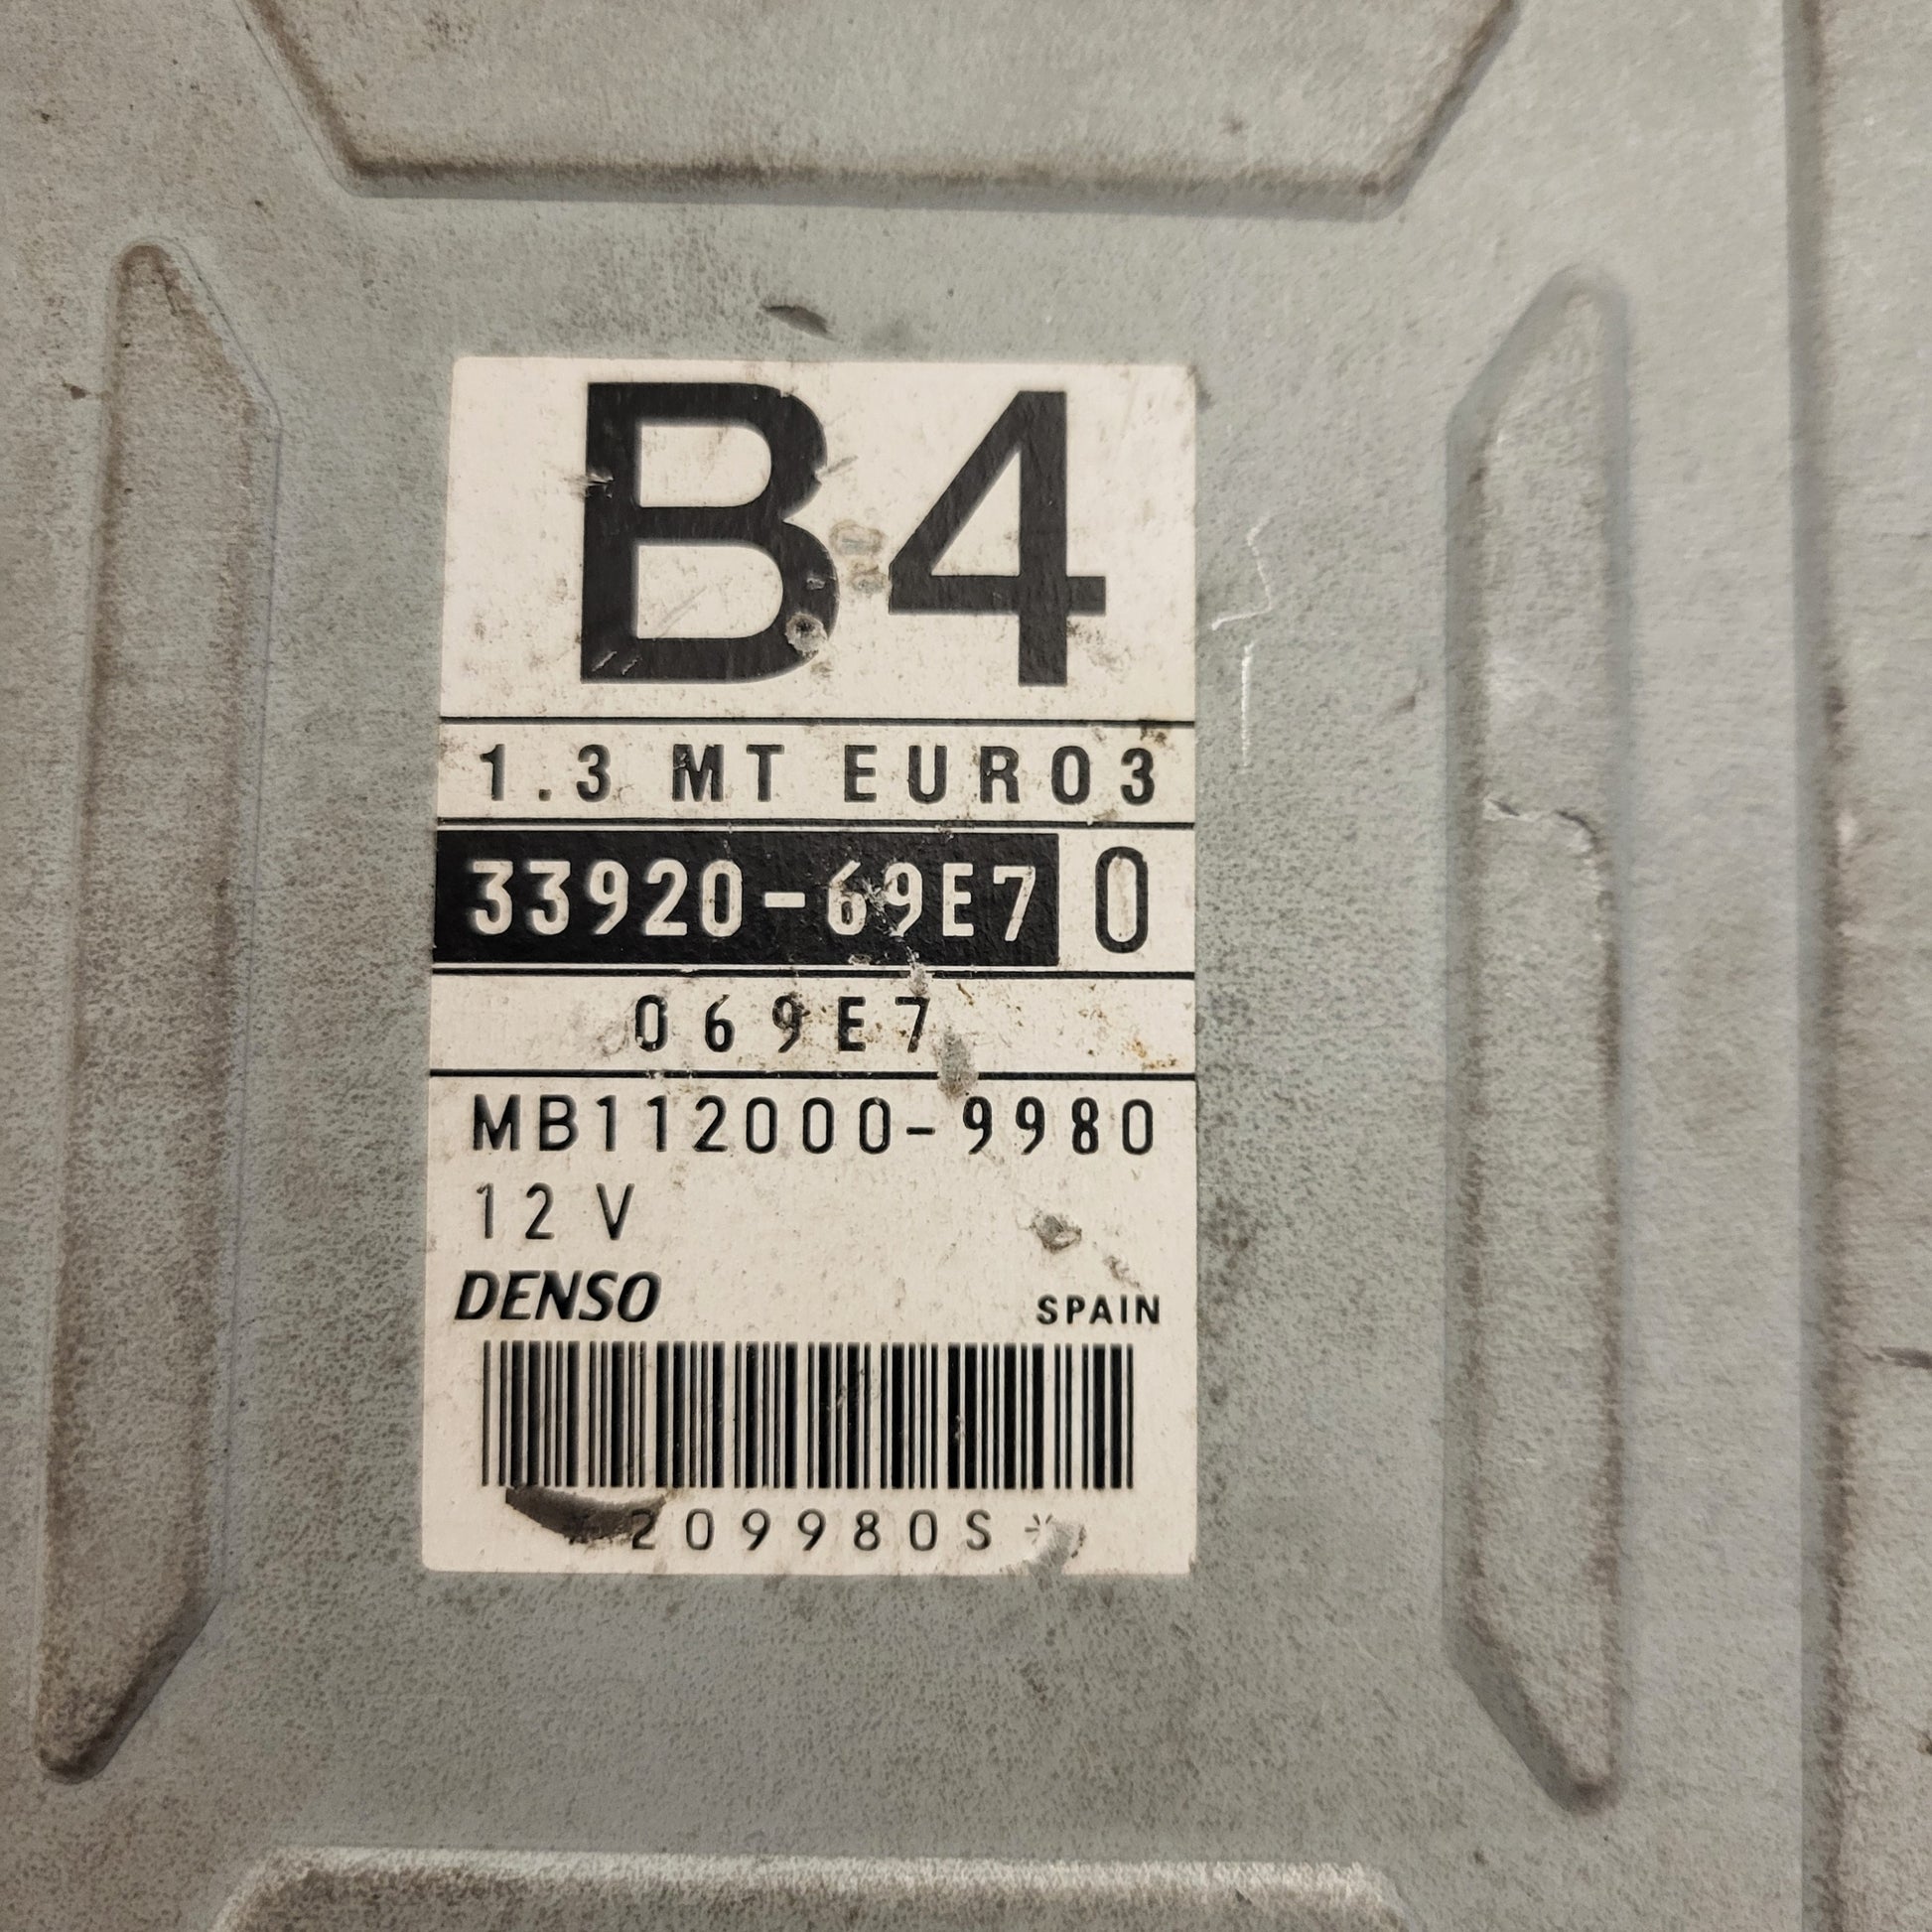 B4
1.3 MT EURO3
33920-69E7 0
069E7
MB112000-9980
12 V
DENSO SPAIN
*209980S*